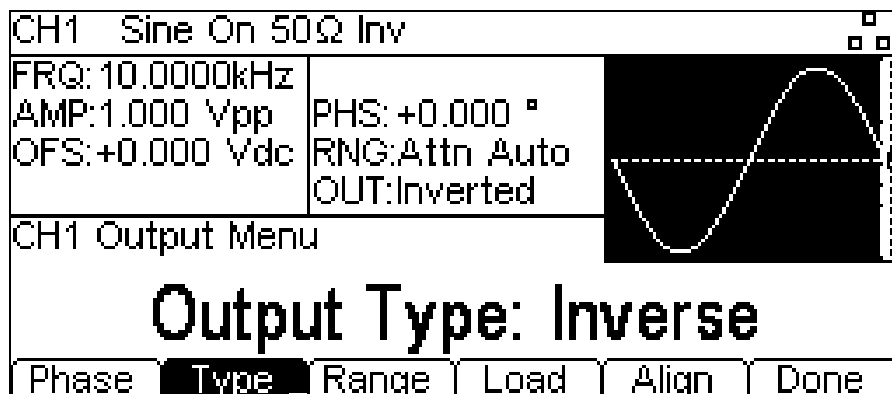 CH1 Sine On 50Ω Inv
FRQ:10.0000kHz
AMP:1.000 Vpp
OFS:+0.000 Vdc
PHS:+0.000 °
RNG:Attn Auto
OUT:Inverted
CH1 Output Menu
Output Type: Inverse
Phase Type Range Load Align Done